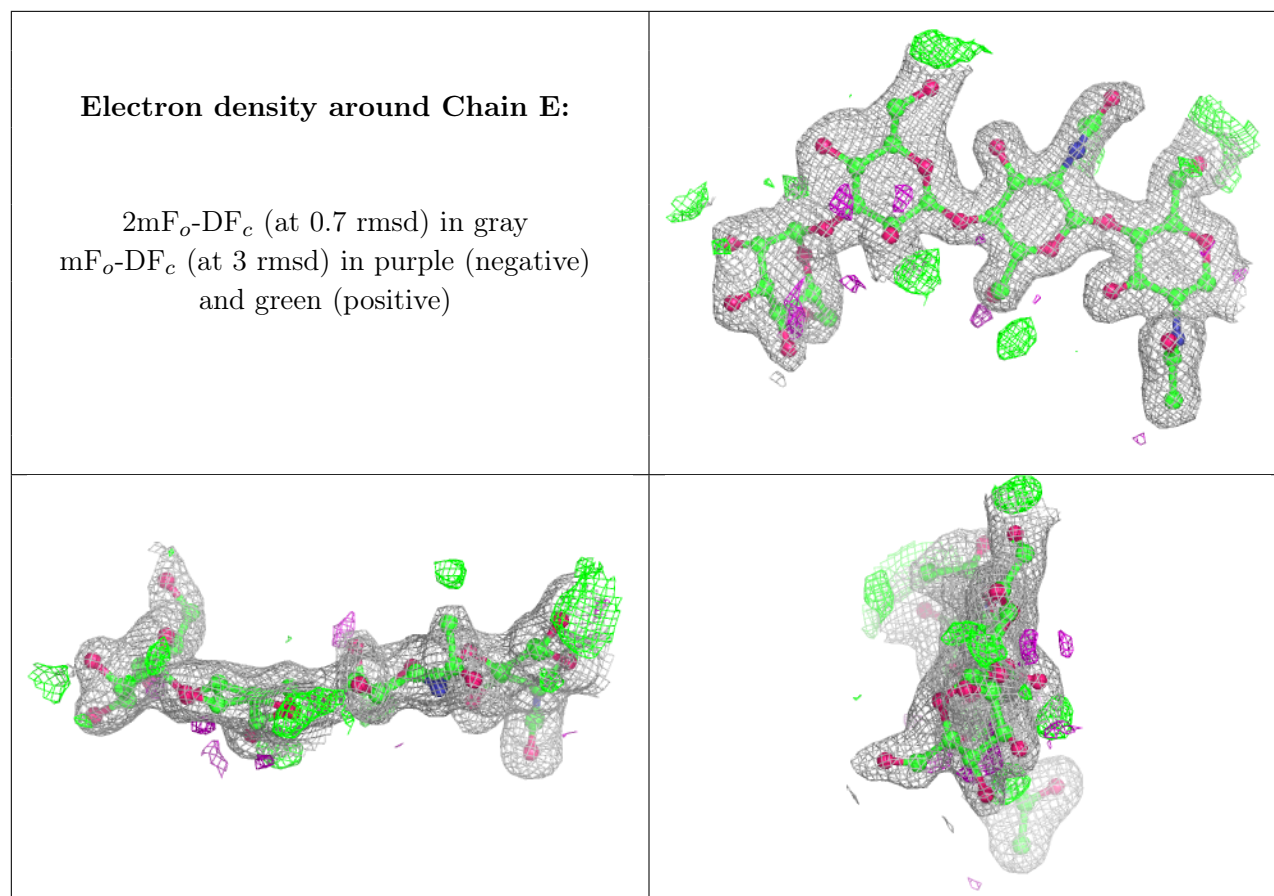 Electron density around Chain E:
2mFo-DFc (at 0.7 rmsd) in gray
mFo-DFc (at 3 rmsd) in purple (negative)
and green (positive)